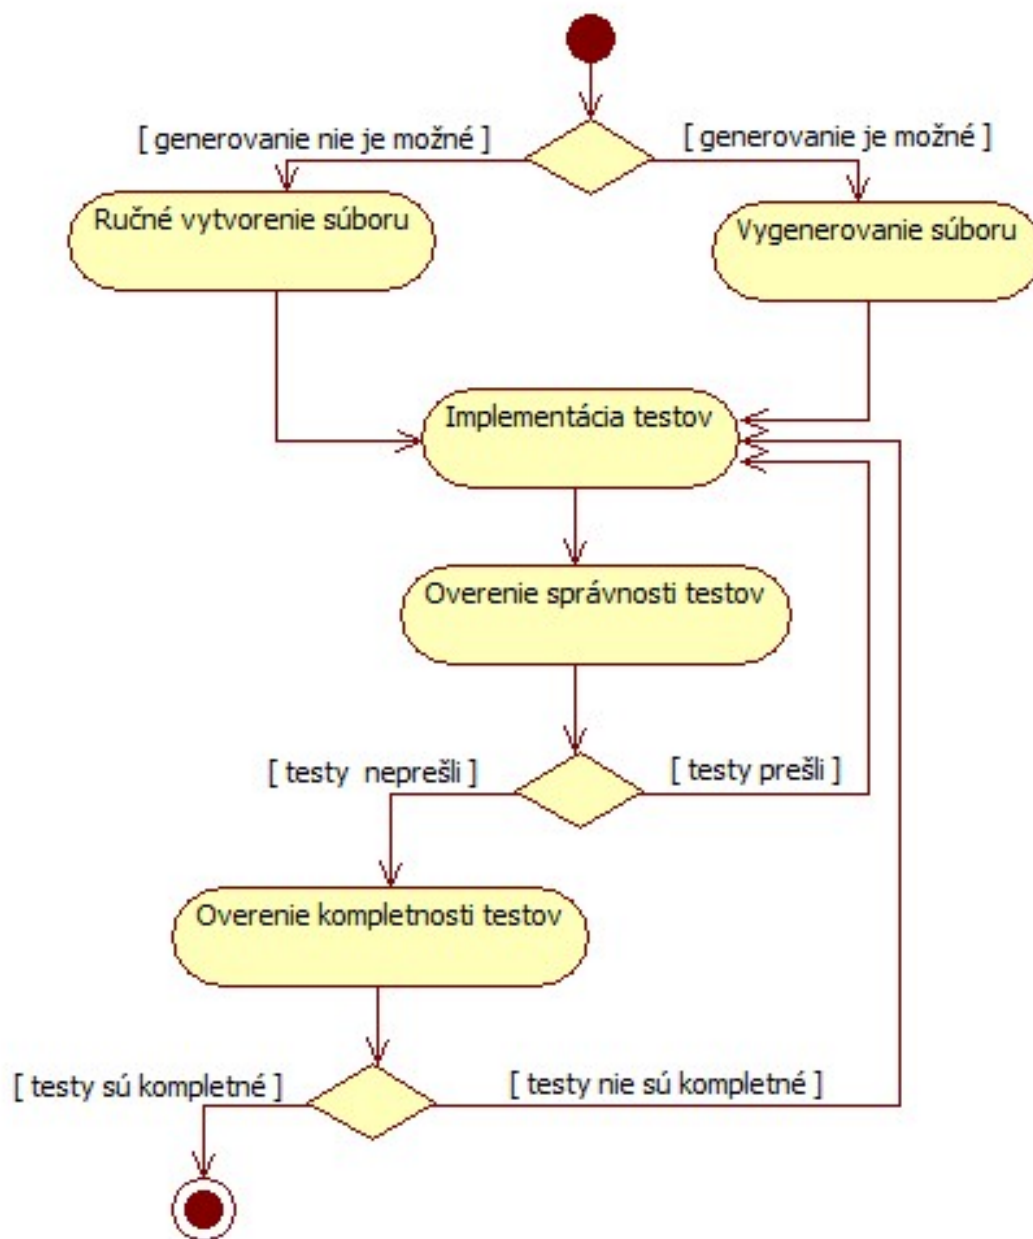 [ generovanie nie je možné ]
[ generovanie je možné ]
Ručné vytvorenie súboru
Vygenerovanie súboru
Implementácia testov
Overenie správnosti testov
[ testy  neprešli ]
[ testy prešli ]
Overenie kompletnosti testov
[ testy sú kompletné ]
[ testy nie sú kompletné ]